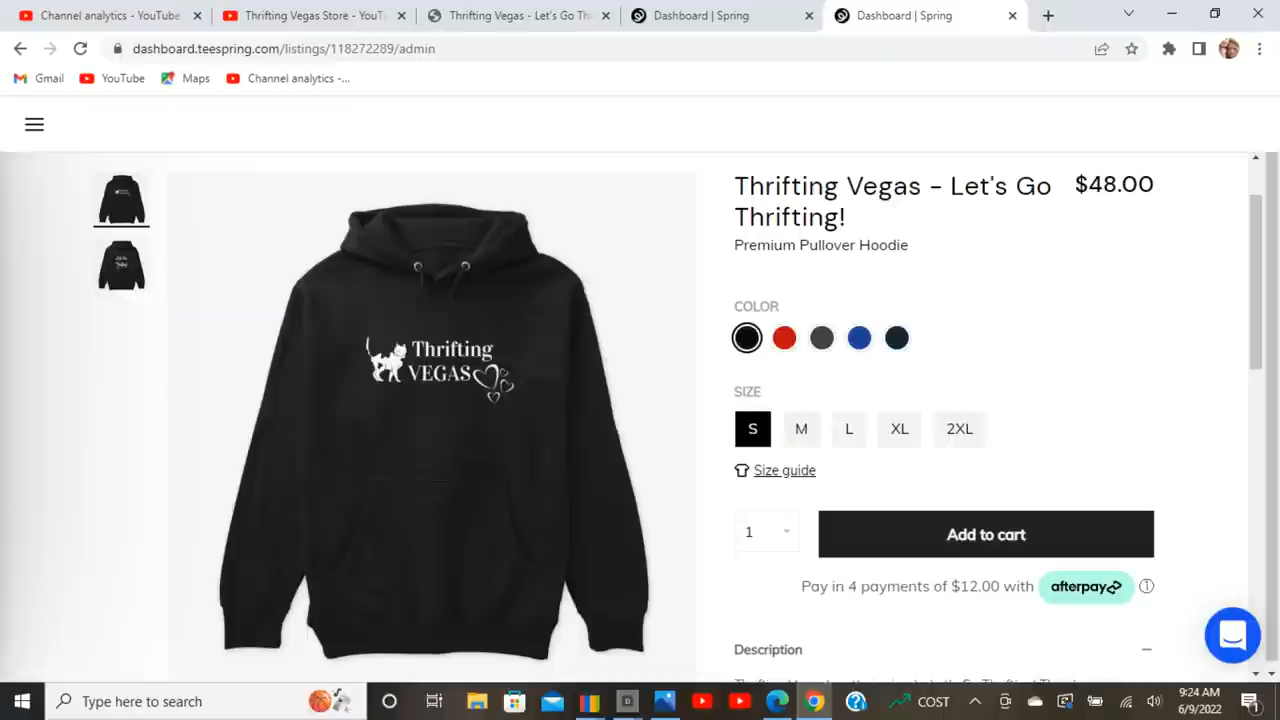 Channel analytics - YouTube
Thrifting Vegas Store - YouT
Thrifting Vegas - Let's Go Th
Dashboard | Spring
Dashboard | Spring
dashboard.teespring.com/listings/118272289/admin
Gmail
YouTube
Maps
Channel analytics -...
Thrifting Vegas - Let's Go $48.00
Thrifting!
Premium Pullover Hoodie
COLOR
Thrifting
VEGAS
SIZE
S M L XL 2XL
Size guide
1
Add to cart
Pay in 4 payments of $12.00 with afterpay
Description
Type here to search
COST
9:24 AM
6/9/2022
1